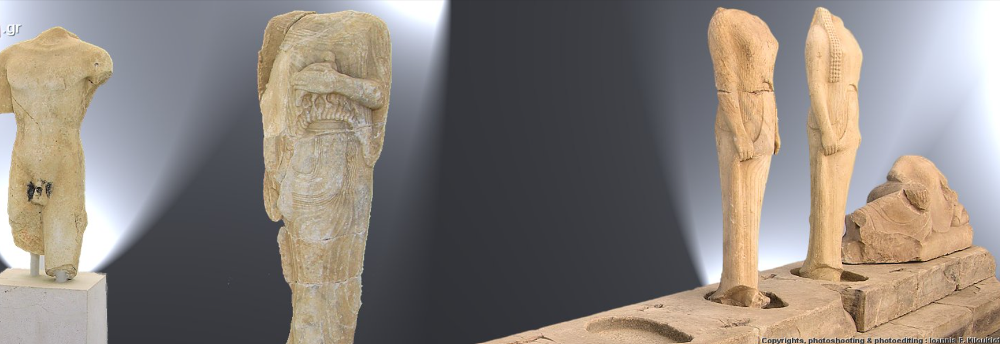 .gr
Copyrights, photoshooting & photoediting : Ioannis F.